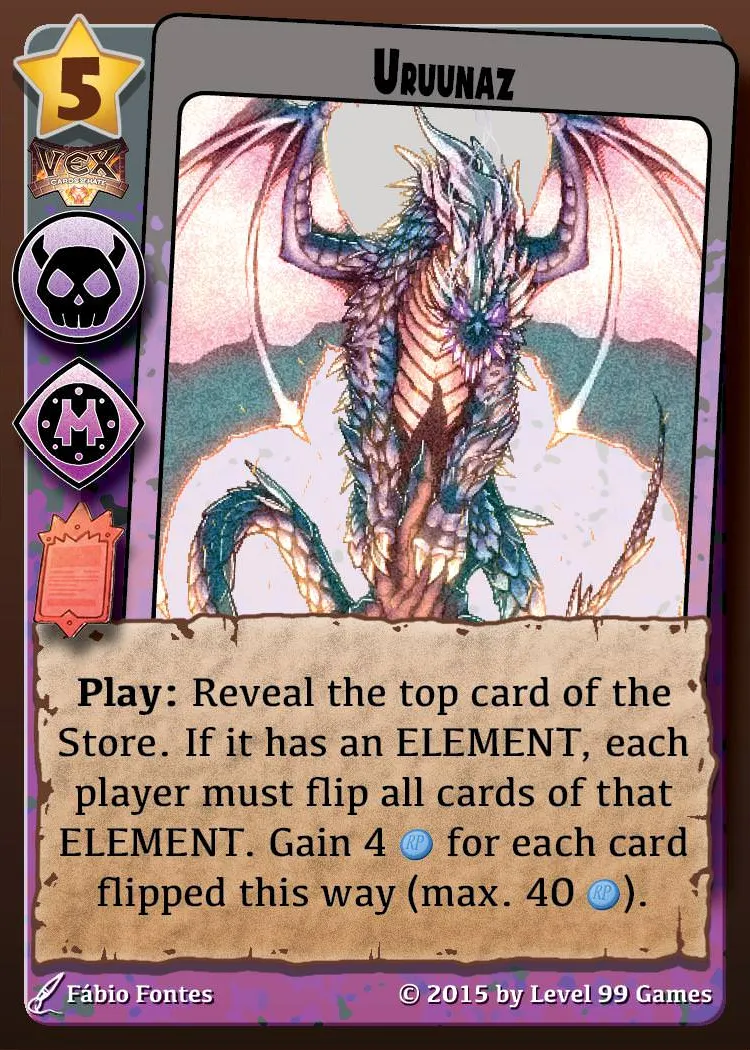 5
URUUNAZ
VEX
CARDS & HATE
M
Play: Reveal the top card of the
Store. If it has an ELEMENT, each
player must flip all cards of that
ELEMENT. Gain 4 RP for each card
flipped this way (max. 40 RP).
Fábio Fontes
© 2015 by Level 99 Games